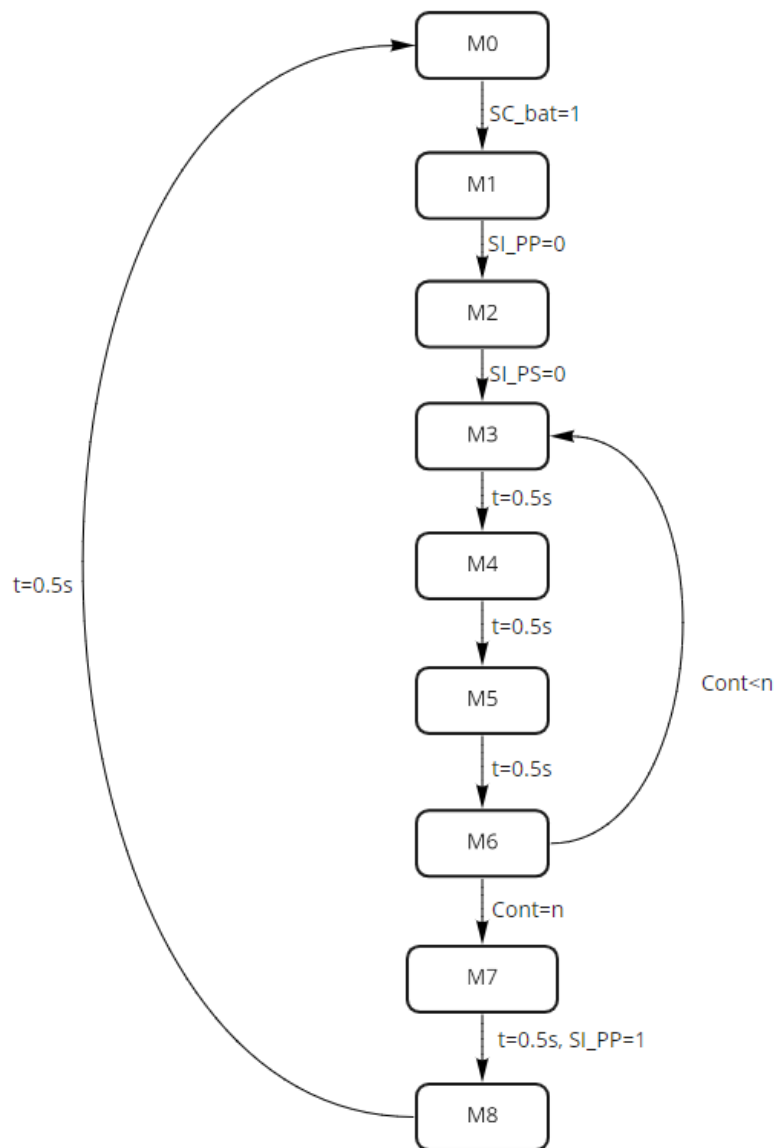 M0
SC_bat=1
M1
SI_PP=0
M2
SI_PS=0
M3
t=0.5s
M4
t=0.5s
t=0.5s
M5
Cont<n
t=0.5s
M6
Cont=n
M7
t=0.5s, SI_PP=1
M8